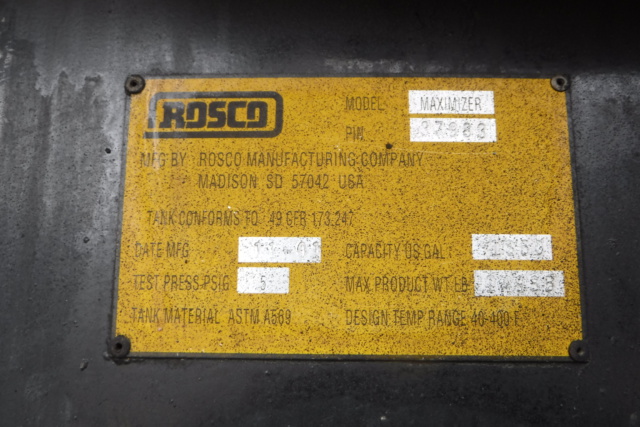 ROSCO
MODEL MAXIMIZER
PIN
MFG BY ROSCO MANUFACTURING COMPANY
MADISON SD 57042 USA
TANK CONFORMS TO 49 CFR 173.247
DATE MFG
CAPACITY US GAL
TEST PRESS PSIG 5
MAX PRODUCT WT LB
TANK MATERIAL ASTM A569
DESIGN TEMP RANGE 40-400 F